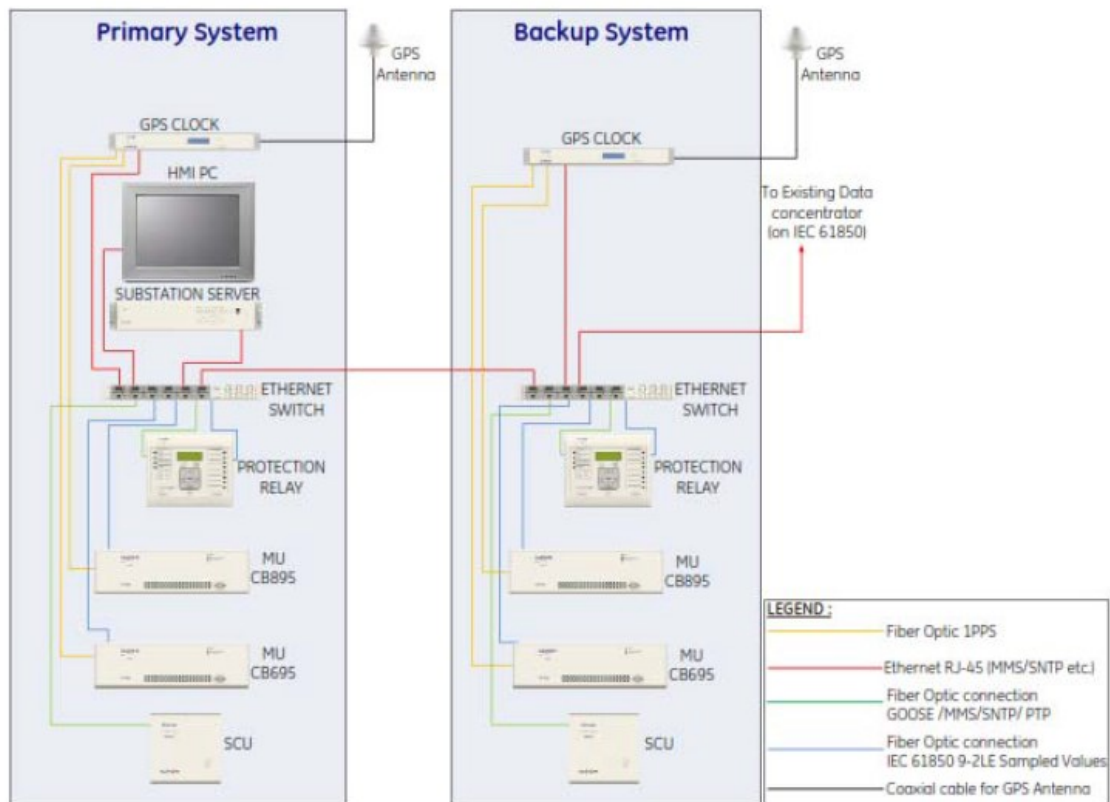 Primary System
GPS
Antenna
GPS CLOCK
HMI PC
SUBSTATION SERVER
ETHERNET
SWITCH
PROTECTION
RELAY
MU
CB895
MU
CB695
SCU
Backup System
GPS
Antenna
GPS CLOCK
To Existing Data
concentrator
(on IEC 61850)
ETHERNET
SWITCH
PROTECTION
RELAY
MU
CB895
MU
CB695
SCU
LEGEND :
Fiber Optic 1PPS
Ethernet RJ-45 (MMS/SNTP etc.)
Fiber Optic connection
GOOSE /MMS/SNTP/ PTP
Fiber Optic connection
IEC 61850 9-2LE Sampled Values
Coaxial cable for GPS Antenna